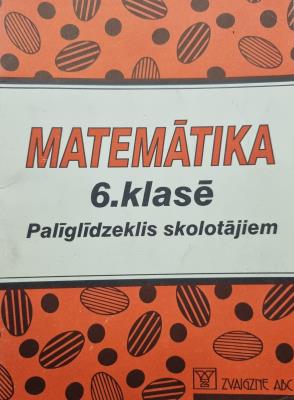 MATEMĀTIKA
6.klasē
Palīglīdzeklis skolotājiem
ZVAIGZNE ABC